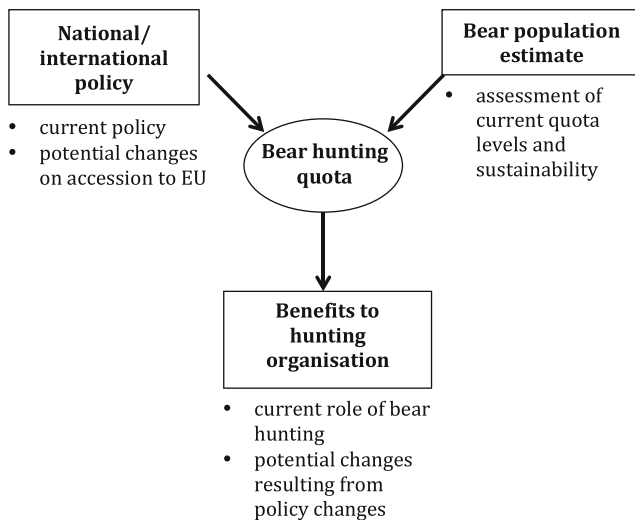 National/
international
policy
• current policy
• potential changes
on accession to EU
Bear population
estimate
• assessment of
current quota
levels and
sustainability
Bear hunting
quota
Benefits to
hunting
organisation
• current role of bear
hunting
• potential changes
resulting from
policy changes